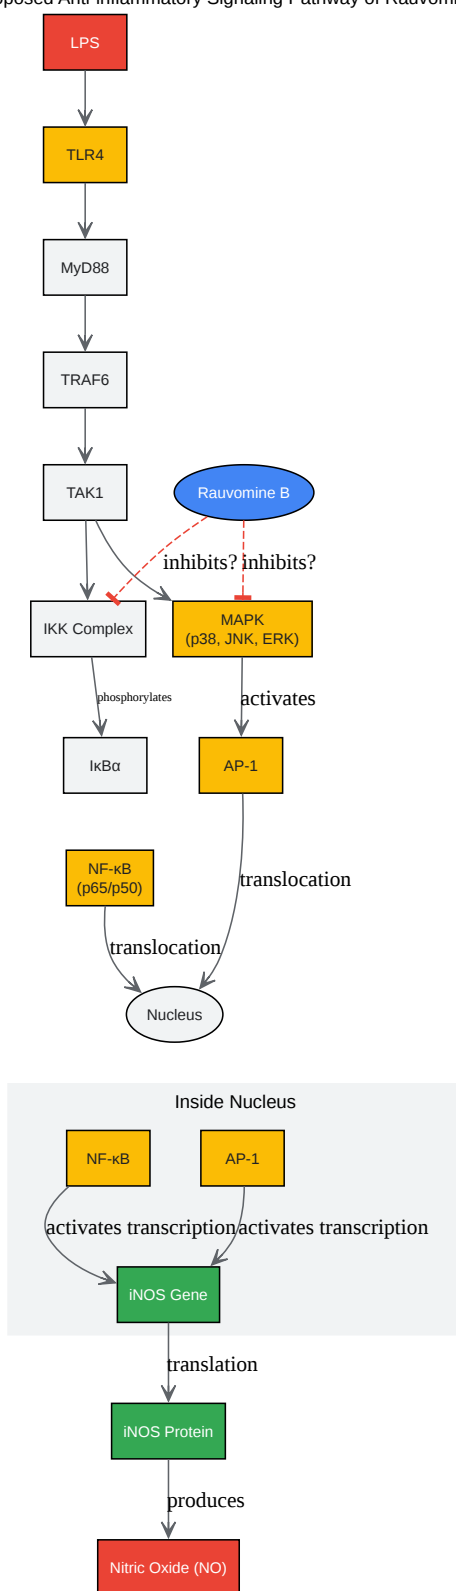 Anti-Inflammatory Signaling Pathway of
LPS
TLR4
MyD88
TRAF6
TAK1
Rauvomine B
inhibits? inhibits?
IKK Complex
MAPK
(p38, JNK, ERK)
phosphorylates
activates
IκBα
AP-1
NF-κB
(p65/p50)
translocation
translocation
Nucleus
Inside Nucleus
NF-κB
AP-1
activates transcription activates transcription
iNOS Gene
translation
iNOS Protein
produces
Nitric Oxide (NO)